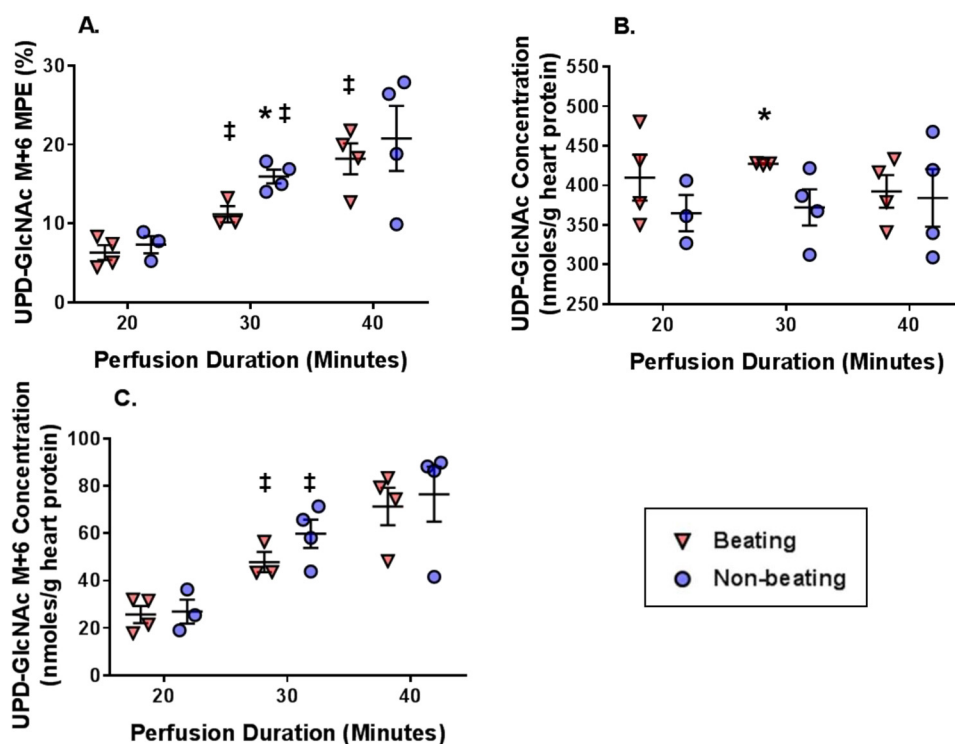 A.
UPD-GlcNAc M+6 MPE (%)
30
20
10
0
‡
* ‡
‡
20
30
40
Perfusion Duration (Minutes)
B.
UDP-GlcNAc Concentration
(nmoles/g heart protein)
550
500
450
400
350
300
250
*
20
30
40
Perfusion Duration (Minutes)
C.
UPD-GlcNAc M+6 Concentration
(nmoles/g heart protein)
100
80
60
40
20
0
‡
‡
20
30
40
Perfusion Duration (Minutes)
Beating
Non-beating